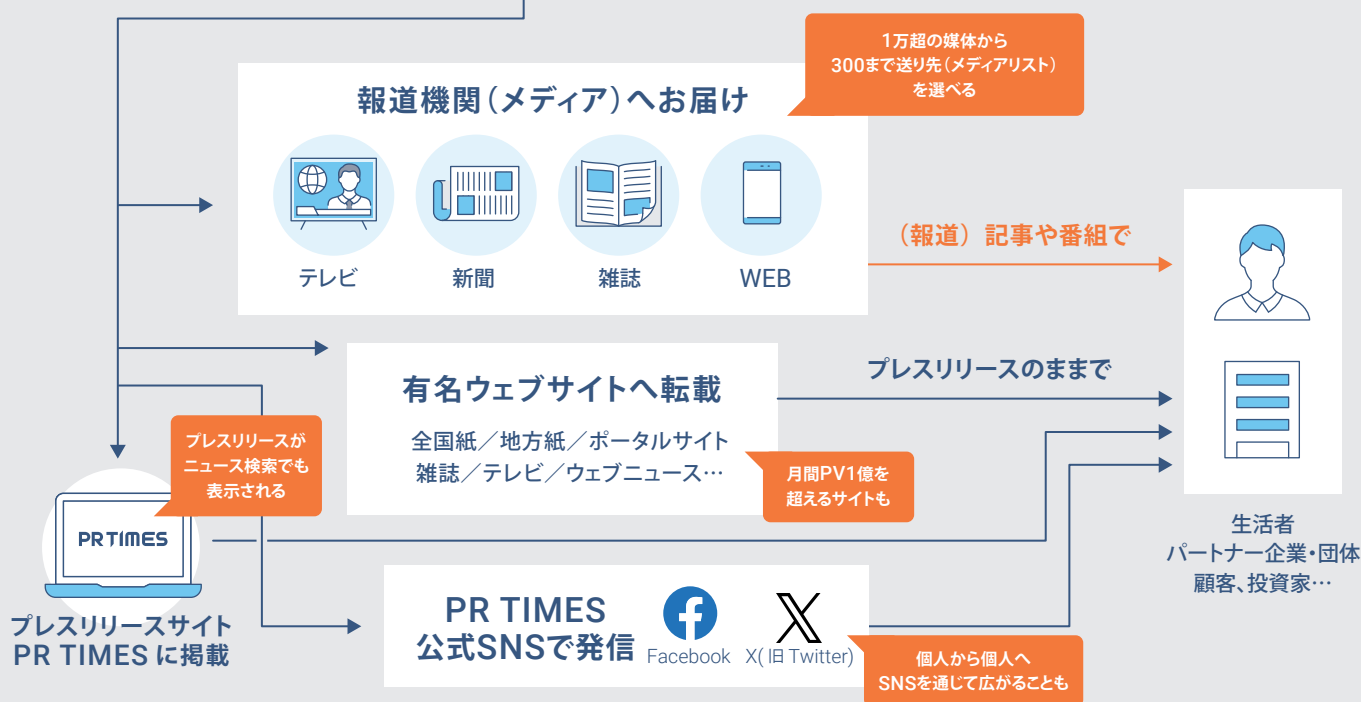 1万超の媒体から
300まで送り先（メディアリスト）
を選べる
報道機関（メディア）へお届け
テレビ
新聞
雑誌
WEB
（報道）記事や番組で
有名ウェブサイトへ転載
全国紙／地方紙／ポータルサイト
雑誌／テレビ／ウェブニュース…
プレスリリースのままで
月間PV1億を
超えるサイトも
プレスリリースが
ニュース検索でも
表示される
PR TIMES
プレスリリースサイト
PR TIMES に掲載
PR TIMES
公式SNSで発信
Facebook
X(旧 Twitter)
個人から個人へ
SNSを通じて広がることも
生活者
パートナー企業・団体
顧客、投資家…